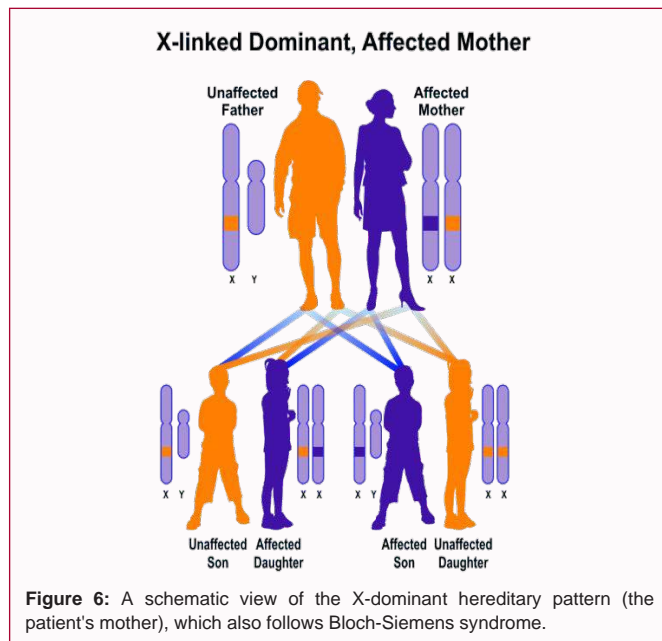 X-linked Dominant, Affected Mother
Unaffected
Father
Affected
Mother
X Y
X X
X Y
X X
X Y
X X
Unaffected
Son
Affected
Daughter
Affected
Son
Unaffected
Daughter
Figure 6: A schematic view of the X-dominant hereditary pattern (the
patient's mother), which also follows Bloch-Siemens syndrome.